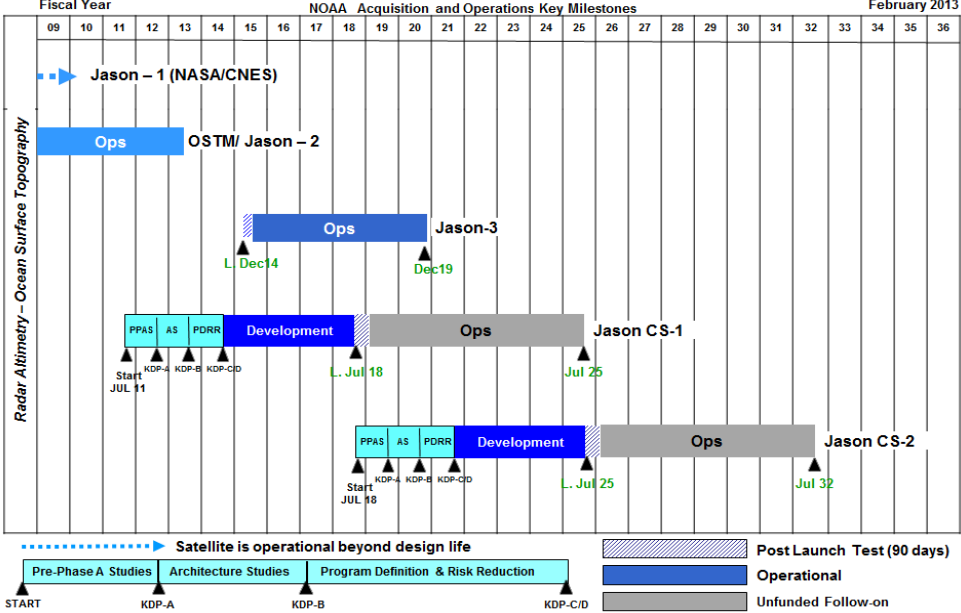 Fiscal Year
NOAA Acquisition and Operations Key Milestones
February 2013
09 10 11 12 13 14 15 16 17 18 19 20 21 22 23 24 25 26 27 28 29 30 31 32 33 34 35 36
Radar Altimetry – Ocean Surface Topography
Jason – 1 (NASA/CNES)
Ops OSTM/ Jason – 2
Ops Jason-3
L. Dec14 Dec19
PPAS AS PDRR Development Ops Jason CS-1
KDP-A KDP-B KDP-C/D
Start
JUL 11
L. Jul 18 Jul 25
PPAS AS PDRR Development Ops Jason CS-2
KDP-A KDP-B KDP-C/D
Start
JUL 18
L. Jul 25 Jul 32
Satellite is operational beyond design life
Pre-Phase A Studies Architecture Studies Program Definition & Risk Reduction
START KDP-A KDP-B KDP-C/D
Post Launch Test (90 days)
Operational
Unfunded Follow-on